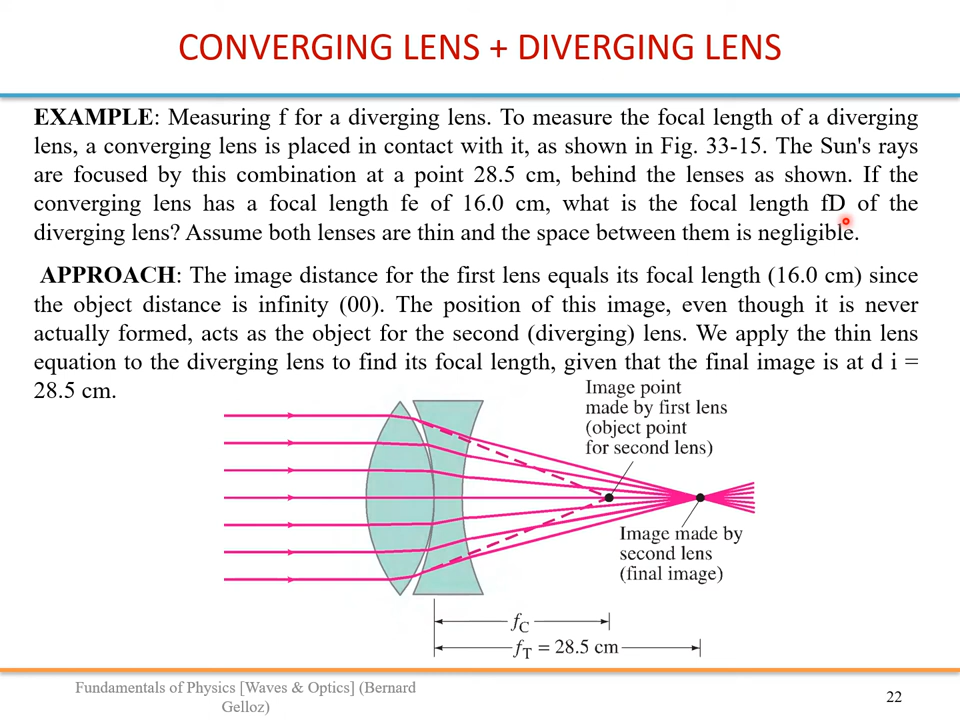 CONVERGING LENS + DIVERGING LENS
EXAMPLE: Measuring f for a diverging lens. To measure the focal length of a diverging
lens, a converging lens is placed in contact with it, as shown in Fig. 33-15. The Sun's rays
are focused by this combination at a point 28.5 cm, behind the lenses as shown. If the
converging lens has a focal length fe of 16.0 cm, what is the focal length fD of the
diverging lens? Assume both lenses are thin and the space between them is negligible.
APPROACH: The image distance for the first lens equals its focal length (16.0 cm) since
the object distance is infinity (00). The position of this image, even though it is never
actually formed, acts as the object for the second (diverging) lens. We apply the thin lens
equation to the diverging lens to find its focal length, given that the final image is at d i =
28.5 cm.
Image point
made by first lens
(object point
for second lens)
Image made by
second lens
(final image)
fC
fT = 28.5 cm
Fundamentals of Physics [Waves & Optics] (Bernard
Gelloz)
22